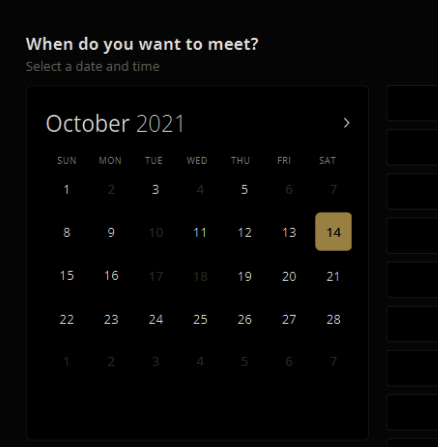 When do you want to meet?
Select a date and time
October 2021 >
SUN MON TUE WED THU FRI SAT
1 2 3 4 5 6 7
8 9 10 11 12 13 14
15 16 17 18 19 20 21
22 23 24 25 26 27 28
1 2 3 4 5 6 7